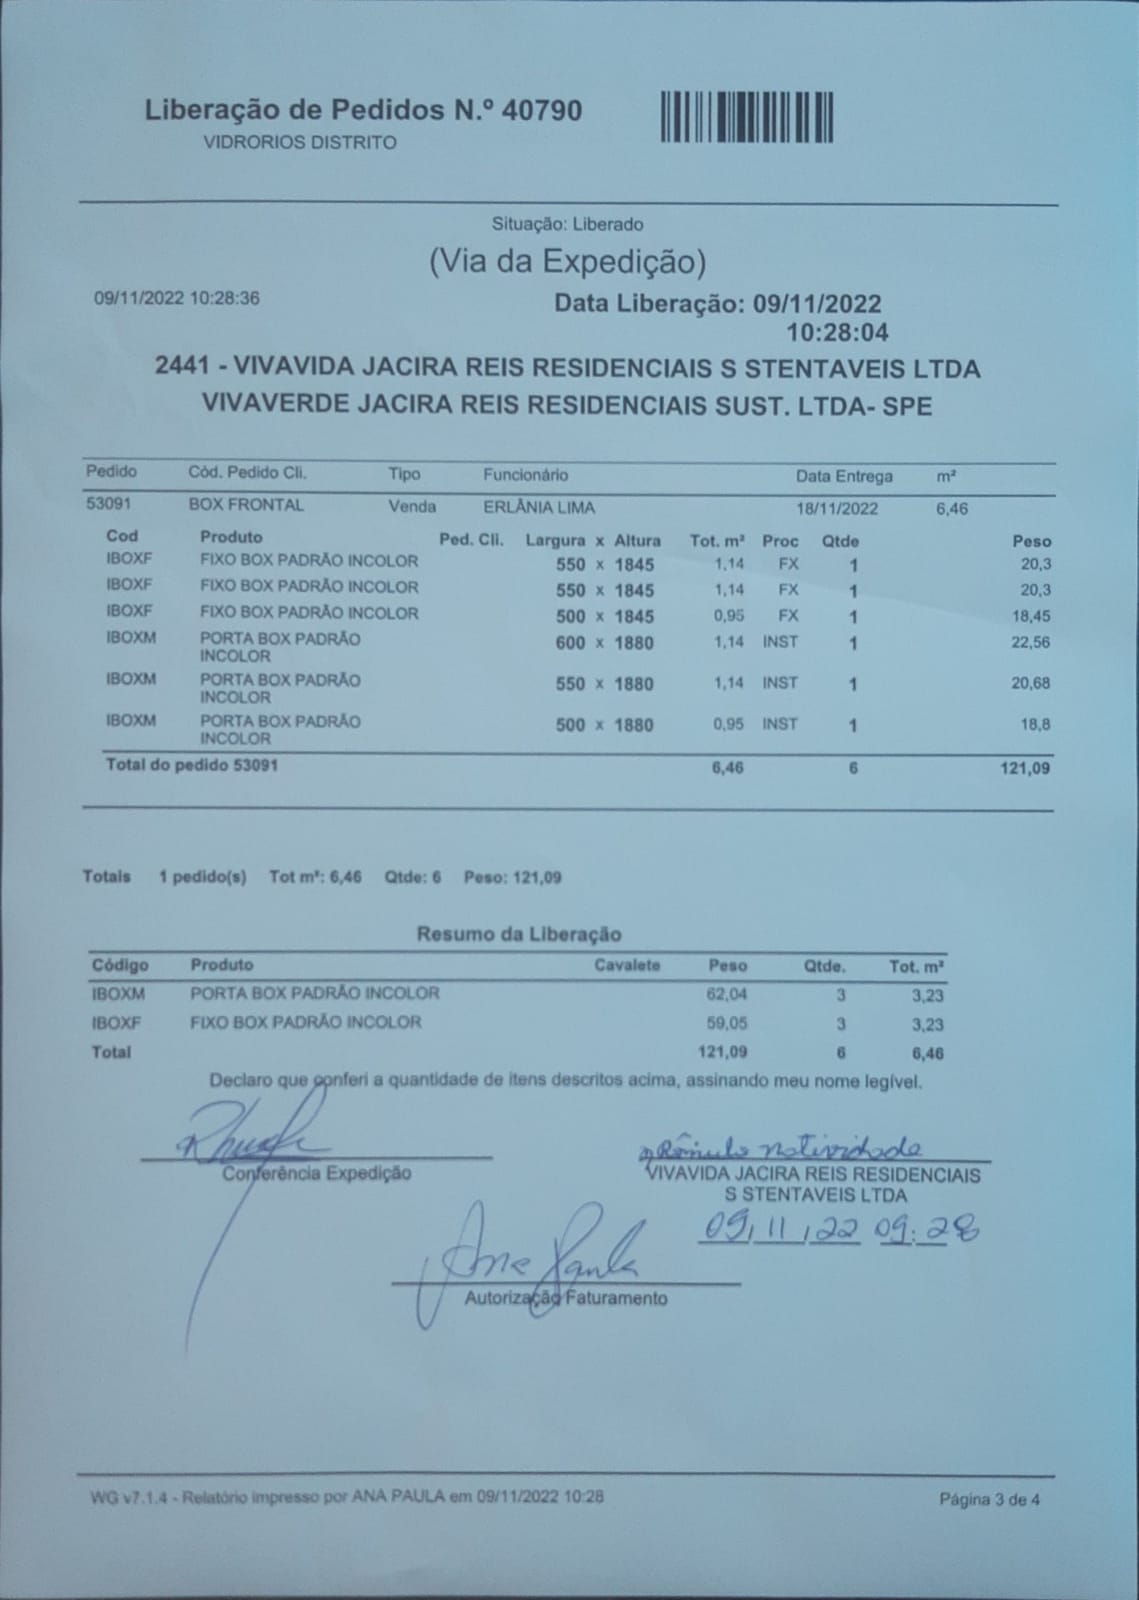 Liberação de Pedidos N.º 40790
VIDRORIOS DISTRITO
Situação: Liberado
(Via da Expedição)
09/11/2022 10:28:36 Data Liberação: 09/11/2022
10:28:04
2441 - VIVAVIDA JACIRA REIS RESIDENCIAIS S STENTAVEIS LTDA
VIVAVERDE JACIRA REIS RESIDENCIAIS SUST. LTDA- SPE
Pedido Cód. Pedido Cli. Tipo Funcionário Data Entrega m²
53091 BOX FRONTAL Venda ERLÂNIA LIMA 18/11/2022 6,46
Cod Produto Ped. Cli. Largura x Altura Tot. m² Proc Qtde Peso
IBOXF FIXO BOX PADRÃO INCOLOR 550 x 1845 1,14 FX 1 20,3
IBOXF FIXO BOX PADRÃO INCOLOR 550 x 1845 1,14 FX 1 20,3
IBOXF FIXO BOX PADRÃO INCOLOR 500 x 1845 0,95 FX 1 18,45
IBOXM PORTA BOX PADRÃO 600 x 1880 1,14 INST 1 22,56
INCOLOR
IBOXM PORTA BOX PADRÃO 550 x 1880 1,14 INST 1 20,68
INCOLOR
IBOXM PORTA BOX PADRÃO 500 x 1880 0,95 INST 1 18,8
INCOLOR
Total do pedido 53091 6,46 6 121,09
Totais 1 pedido(s) Tot m²: 6,46 Qtde: 6 Peso: 121,09
Resumo da Liberação
Código Produto Cavalete Peso Qtde. Tot. m²
IBOXM PORTA BOX PADRÃO INCOLOR 62,04 3 3,23
IBOXF FIXO BOX PADRÃO INCOLOR 59,05 3 3,23
Total 121,09 6 6,46
Declaro que conferi a quantidade de itens descritos acima, assinando meu nome legível.
Rômulo natividade
Conferência Expedição VIVAVIDA JACIRA REIS RESIDENCIAIS
S STENTAVEIS LTDA
09/11/22 09:28
Ana Paula
Autorização Faturamento
WG v7.1.4 - Relatório impresso por ANA PAULA em 09/11/2022 10:28 Página 3 de 4